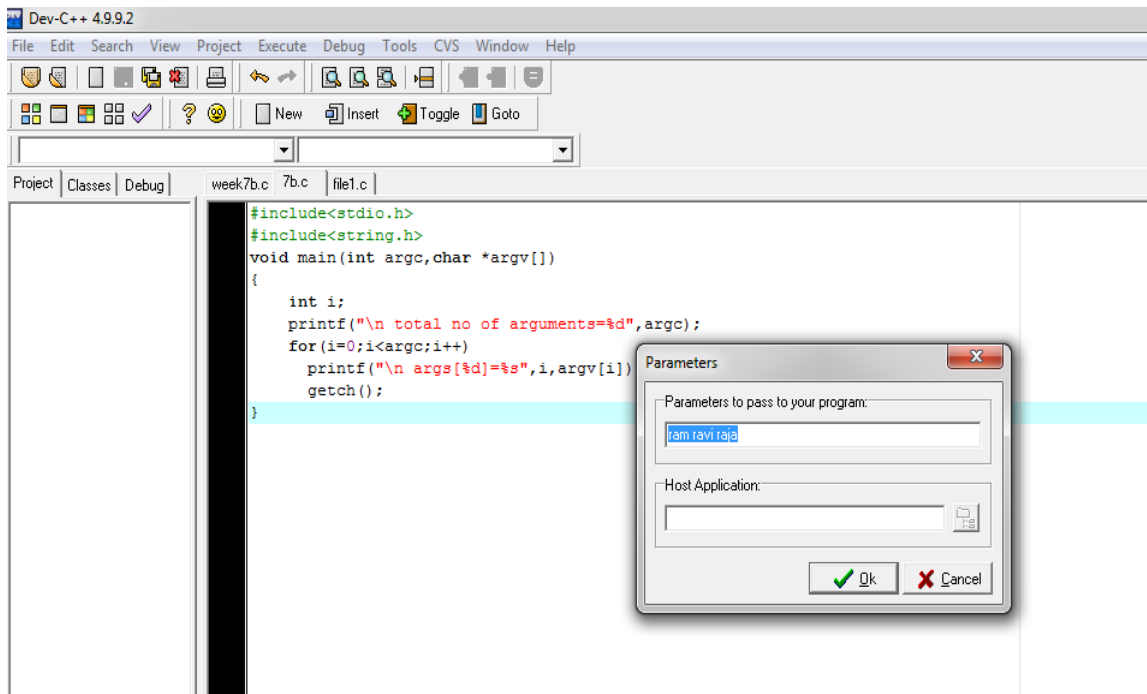 Dev-C++ 4.9.9.2
File Edit Search View Project Execute Debug Tools CVS Window Help
New Insert Toggle Goto
Project Classes Debug week7b.c 7b.c file1.c
#include<stdio.h>
#include<string.h>
void main(int argc,char *argv[])
{
int i;
printf("\n total no of arguments=%d",argc);
for(i=0;i<argc;i++)
printf("\n args[%d]=%s",i,argv[i])
getch();
}
Parameters
Parameters to pass to your program:
ram ravi raja
Host Application:
Ok Cancel